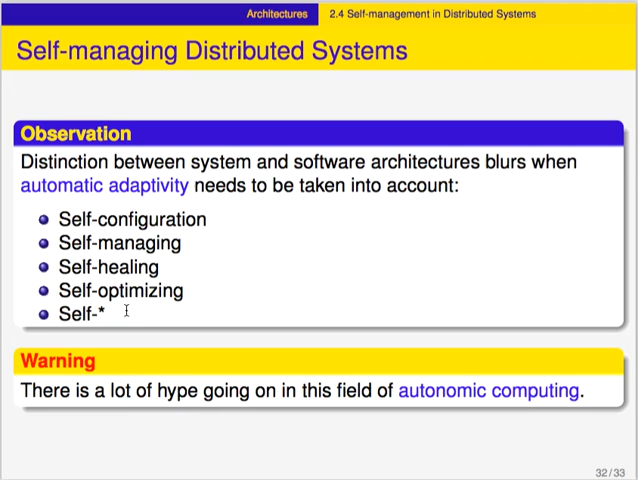 Architectures 2.4 Self-management in Distributed Systems
Self-managing Distributed Systems
Observation
Distinction between system and software architectures blurs when
automatic adaptivity needs to be taken into account:
Self-configuration
Self-managing
Self-healing
Self-optimizing
Self-*
Warning
There is a lot of hype going on in this field of autonomic computing.
32/33